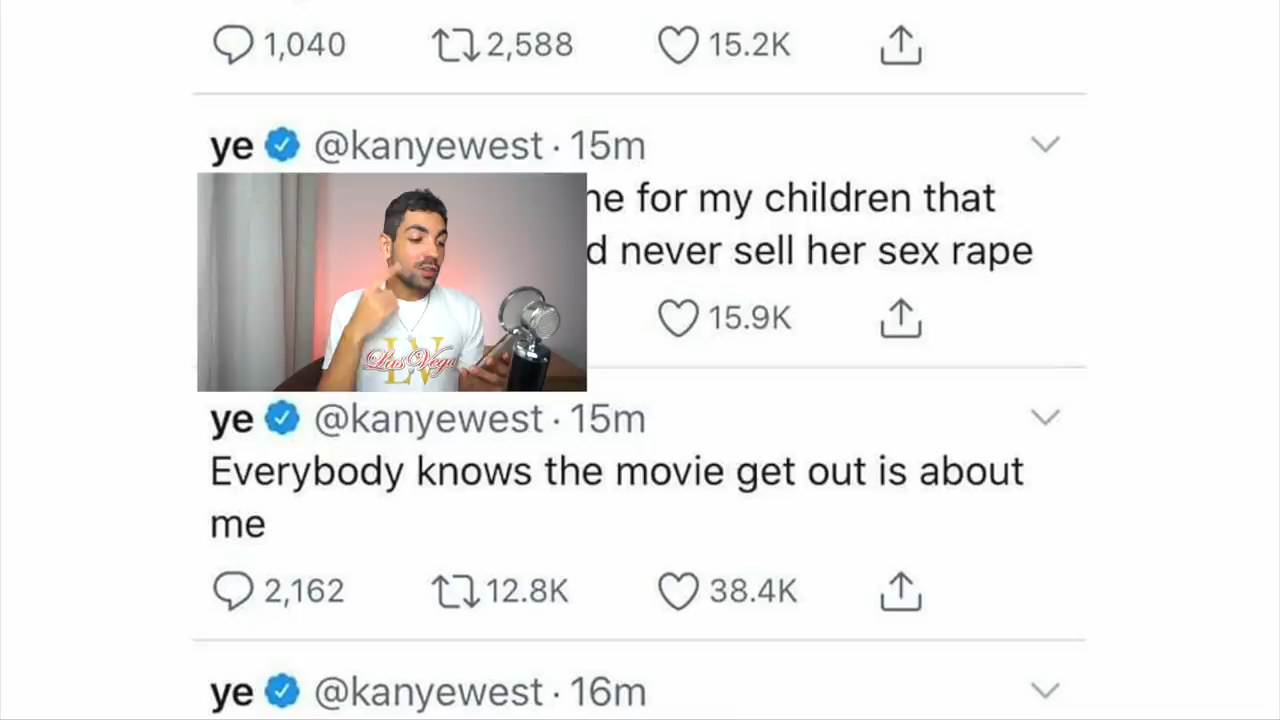 1,040 2,588 15.2K
ye @kanyewest · 15m
for my children that
never sell her sex rape
15.9K
Las Vegas
LV
ye @kanyewest · 15m
Everybody knows the movie get out is about
me
2,162 12.8K 38.4K
ye @kanyewest · 16m